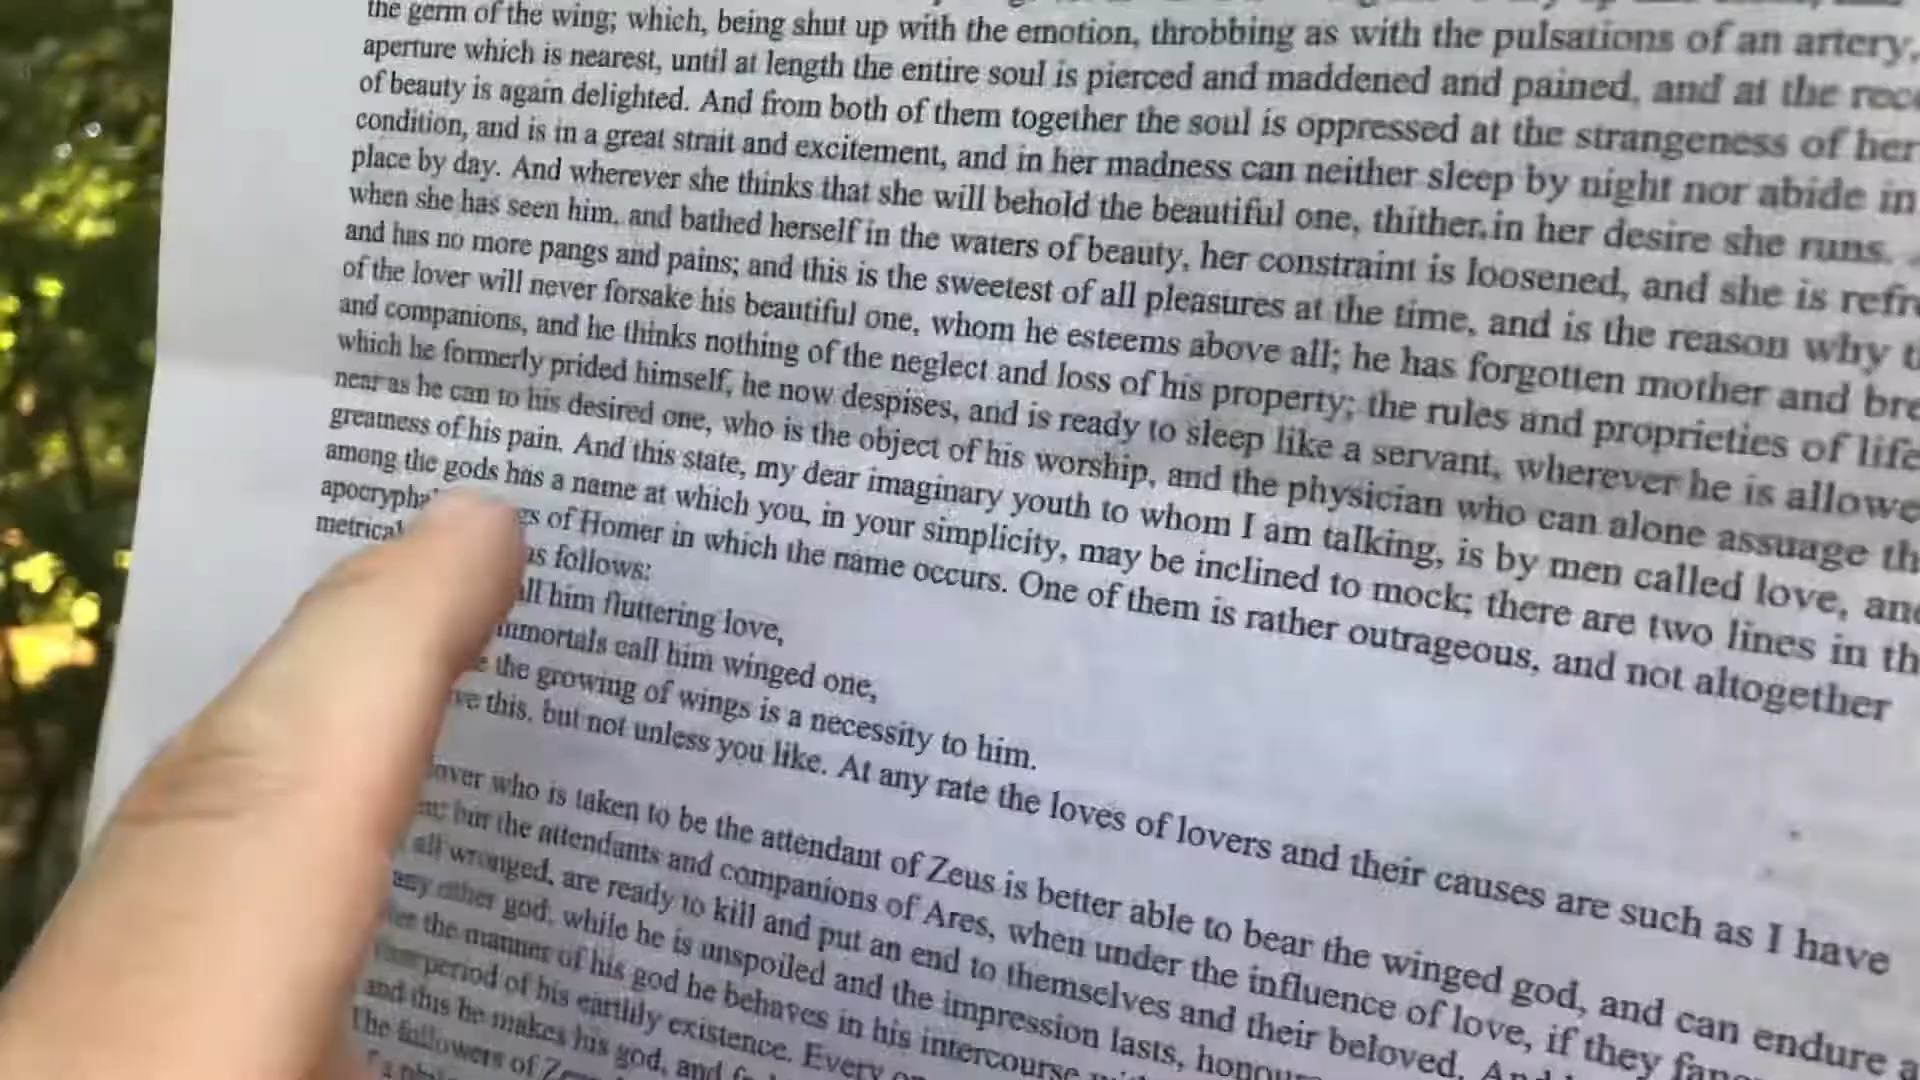 the germ of the wing; which, being shut up with the emotion, throbbing as with the pulsations of an artery,
aperture which is nearest, until at length the entire soul is pierced and maddened and pained, and at the
of beauty is again delighted. And from both of them together the soul is oppressed at the strangeness of her
condition, and is in a great strait and excitement, and in her madness can neither sleep by night nor abide in
place by day. And wherever she thinks that she will behold the beautiful one, thither in her desire she runs.
when she has seen him, and bathed herself in the waters of beauty, her constraint is loosened, and she is
and has no more pangs and pains; and this is the sweetest of all pleasures at the time, and is the reason why
of the lover will never forsake his beautiful one, whom he esteems above all; he has forgotten mother and
and companions, and he thinks nothing of the neglect and loss of his property; the rules and proprieties of life
which he formerly prided himself, he now despises, and is ready to sleep like a servant, wherever he is
near as he can to his desired one, who is the object of his worship, and the physician who can alone assuage
greatness of his pain. And this state, my dear imaginary youth to whom I am talking, is by men called love, and
among the gods has a name at which you, in your simplicity, may be inclined to mock; there are two lines in
of Homer in which the name occurs. One of them is rather outrageous, and not altogether
metrical as follows:
him fluttering love,
call him winged one,
the growing of wings is a necessity to him.
this, but not unless you like. At any rate the loves of lovers and their causes are such as I have
who is taken to be the attendant of Zeus is better able to bear the winged god, and can endure
but the attendants and companions of Ares, when under the influence of love, if they
all wronged, are ready to kill and put an end to themselves and their beloved. And
any other god, while he is unspoiled and the impression lasts,
the manner of his god he behaves in his intercourse
period of his earthly existence. Every
and this he makes his god, and
The followers of